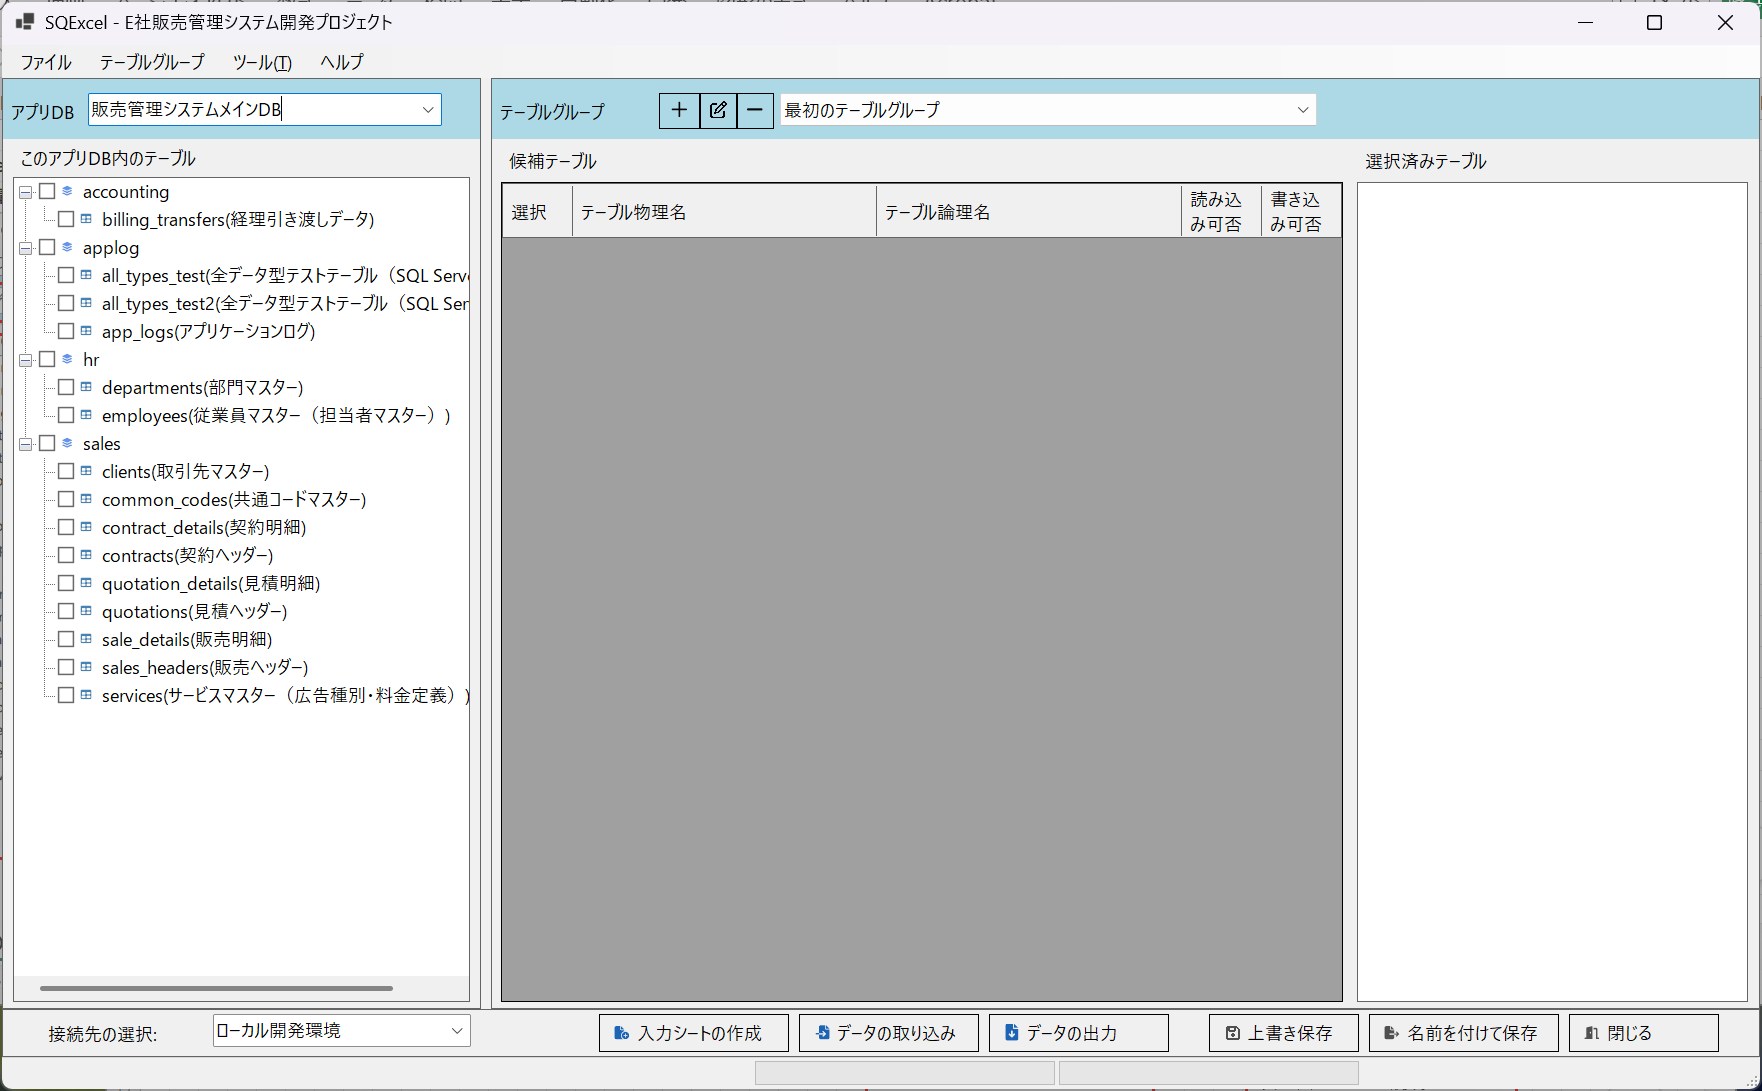 SQExcel - E社販売管理システム開発プロジェクト
ファイル テーブルグループ ツール(T) ヘルプ
アプリDB 販売管理システムメインDB
テーブルグループ 最初のテーブルグループ
このアプリDB内のテーブル
accounting
billing_transfers(経理引き渡しデータ)
applog
all_types_test(全データ型テストテーブル（SQL Serve
all_types_test2(全データ型テストテーブル（SQL Ser
app_logs(アプリケーションログ)
hr
departments(部門マスター)
employees(従業員マスター（担当者マスター）)
sales
clients(取引先マスター)
common_codes(共通コードマスター)
contract_details(契約明細)
contracts(契約ヘッダー)
quotation_details(見積明細)
quotations(見積ヘッダー)
sale_details(販売明細)
sales_headers(販売ヘッダー)
services(サービスマスター（広告種別・料金定義）)
候補テーブル
選択 テーブル物理名 テーブル論理名 読み込み可否 書き込み可否
選択済みテーブル
接続先の選択: ローカル開発環境
入力シートの作成 データの取り込み データの出力 上書き保存 名前を付けて保存 閉じる